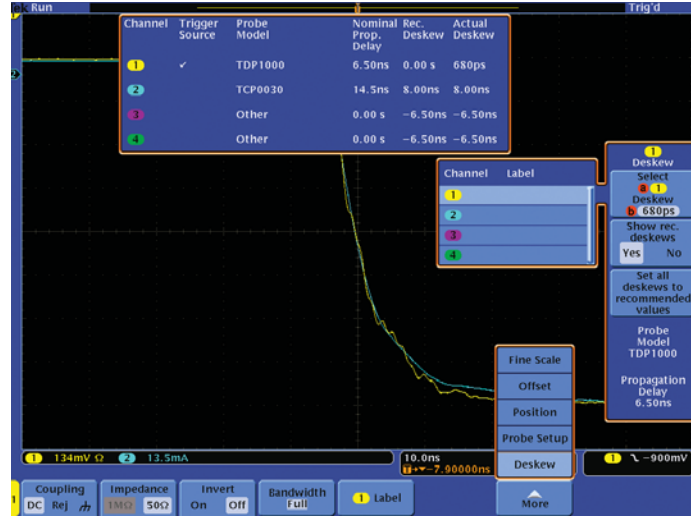 Run Trig'd
Channel Trigger Source Probe Model Nominal Prop. Delay Rec. Deskew Actual Deskew
1 ✓ TDP1000 6.50ns 0.00 s 680ps
2 TCP0030 14.5ns 8.00ns 8.00ns
3 Other 0.00 s −6.50ns −6.50ns
4 Other 0.00 s −6.50ns −6.50ns
2
Channel Label
1
2
3
4
1
Deskew
Select
a 1
Deskew
b 680ps
Show rec.
deskews
Yes No
Set all
deskews to
recommended
values
Probe
Model
TDP1000
Propagation
Delay
6.50ns
Fine Scale
Offset
Position
Probe Setup
Deskew
1 134mV Ω 2 13.5mA 10.0ns 1 −900mV
T→▾−7.90000ns
1
Coupling
DC Rej
Impedance
1MΩ 50Ω
Invert
On Off
Bandwidth
Full
1 Label
More